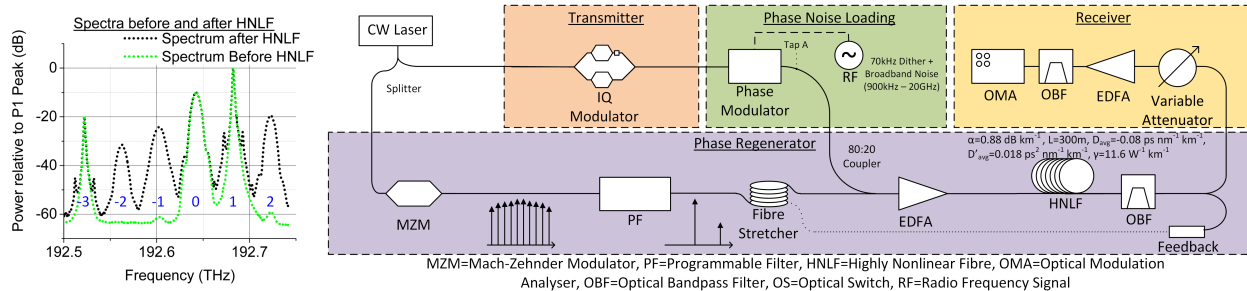 Spectra before and after HNLF
Spectrum after HNLF
Spectrum Before HNLF
Power relative to P1 Peak (dB)
0
-20
-40
-60
-3
-2
-1
0
1
2
192.5
192.6
192.7
Frequency (THz)
CW Laser
Splitter
Transmitter
IQ
Modulator
Phase Noise Loading
Tap A
Phase
Modulator
RF
70kHz Dither +
Broadband Noise
(900kHz – 20GHz)
Receiver
OMA
OBF
EDFA
Variable
Attenuator
Phase Regenerator
80:20
Coupler
α=0.88 dB km⁻¹ , L=300m, Davg=-0.08 ps nm⁻¹ km⁻¹ ,
D’avg=0.018 ps² nm⁻¹ km⁻¹ , γ=11.6 W⁻¹ km⁻¹
MZM
PF
Fibre
Stretcher
EDFA
HNLF
OBF
Feedback
MZM=Mach-Zehnder Modulator, PF=Programmable Filter, HNLF=Highly Nonlinear Fibre, OMA=Optical Modulation
Analyser, OBF=Optical Bandpass Filter, OS=Optical Switch, RF=Radio Frequency Signal